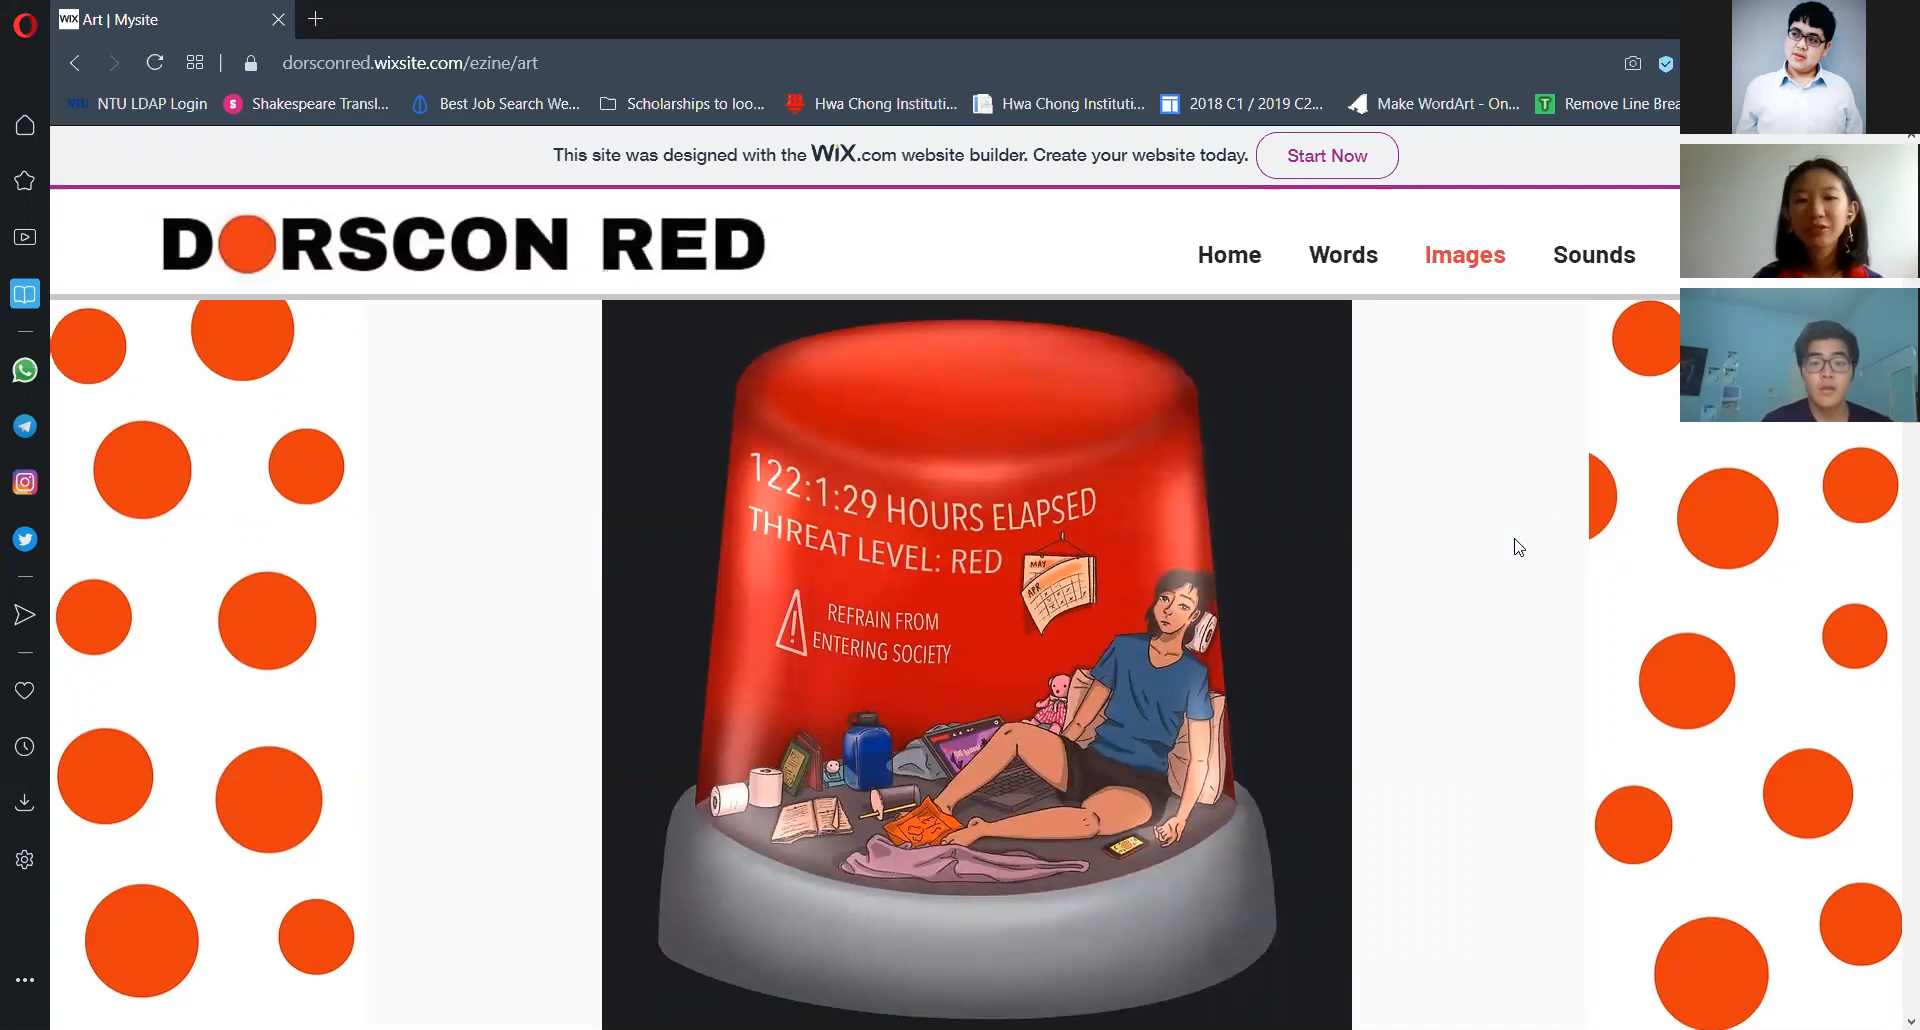 WiX Art | Mysite
dorsconred.wixsite.com/ezine/art
NTU NTU LDAP Login
S Shakespeare Transl...
Best Job Search We...
Scholarships to loo...
Hwa Chong Instituti...
Hwa Chong Instituti...
2018 C1 / 2019 C2...
Make WordArt - On...
T Remove Line Brea
This site was designed with the WiX.com website builder. Create your website today. Start Now
DORSCON RED
Home Words Images Sounds
122:1:29 HOURS ELAPSED
THREAT LEVEL: RED
MAY
APR
REFRAIN FROM
ENTERING SOCIETY